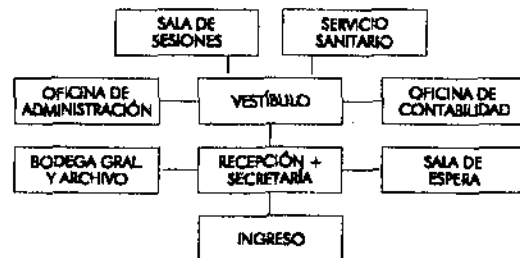 SALA DE
SESIONES
SERVICIO
SANITARIO
OFICINA DE
ADMINISTRACIÓN
VESTÍBULO
OFICINA DE
CONTABILIDAD
BODEGA GRAL
Y ARCHIVO
RECEPCIÓN +
SECRETARÍA
SALA DE
ESPERA
INGRESO